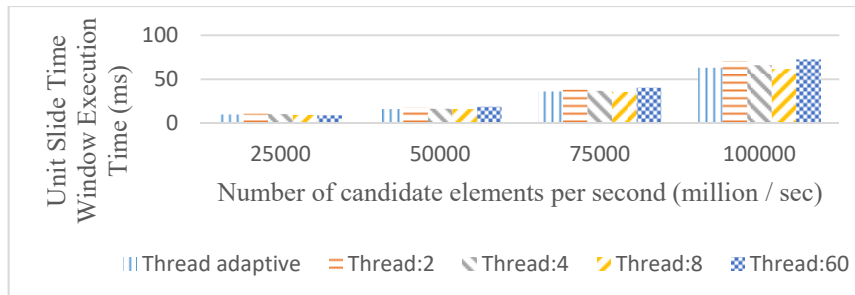 Unit Slide Time
Window Execution
Time (ms)
100
50
0
25000 50000 75000 100000
Number of candidate elements per second (million / sec)
Thread adaptive Thread:2 Thread:4 Thread:8 Thread:60